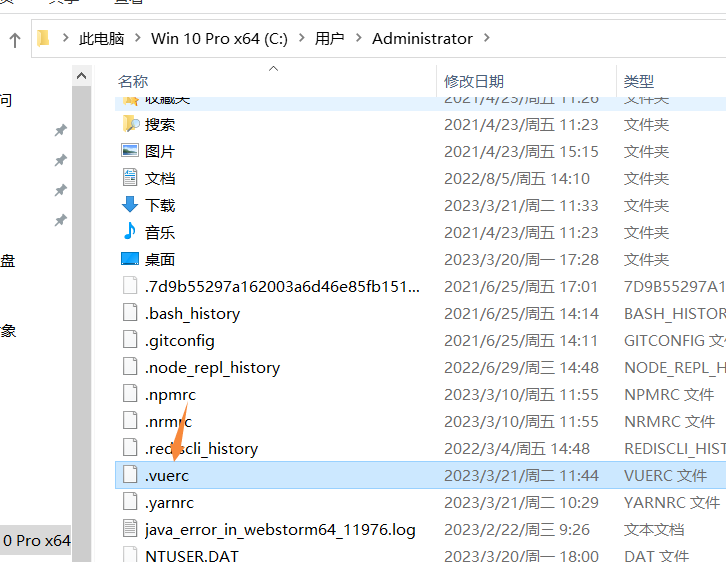 共享
查看
此电脑 > Win 10 Pro x64 (C:) > 用户 > Administrator >
名称 修改日期 类型
收藏夹 2021/4/23/周五 11:26 文件夹
问
搜索 2021/4/23/周五 11:23 文件夹
图片 2021/4/23/周五 15:15 文件夹
文档 2022/8/5/周五 14:10 文件夹
下载 2023/3/21/周二 11:33 文件夹
音乐 2021/4/23/周五 11:23 文件夹
盘
桌面 2023/3/20/周一 17:28 文件夹
.7d9b55297a162003a6d46e85fb151... 2021/6/25/周五 17:01 7D9B55297A1
.bash_history 2021/6/25/周五 14:14 BASH_HISTOR
对象
.gitconfig 2021/6/25/周五 14:11 GITCONFIG 文
.node_repl_history 2022/6/29/周三 14:48 NODE_REPL_H
.npmrc 2023/3/10/周五 11:55 NPMRC 文件
.nrmrc 2023/3/10/周五 11:55 NRMRC 文件
.rediscli_history 2022/3/4/周五 14:48 REDISCLI_HIST
.vuerc 2023/3/21/周二 11:44 VUERC 文件
.yarnrc 2023/3/21/周二 10:29 YARNRC 文件
java_error_in_webstorm64_11976.log 2023/2/22/周三 9:26 文本文档
0 Pro x64
NTUSER.DAT 2023/3/20/周一 18:00 DAT 文件